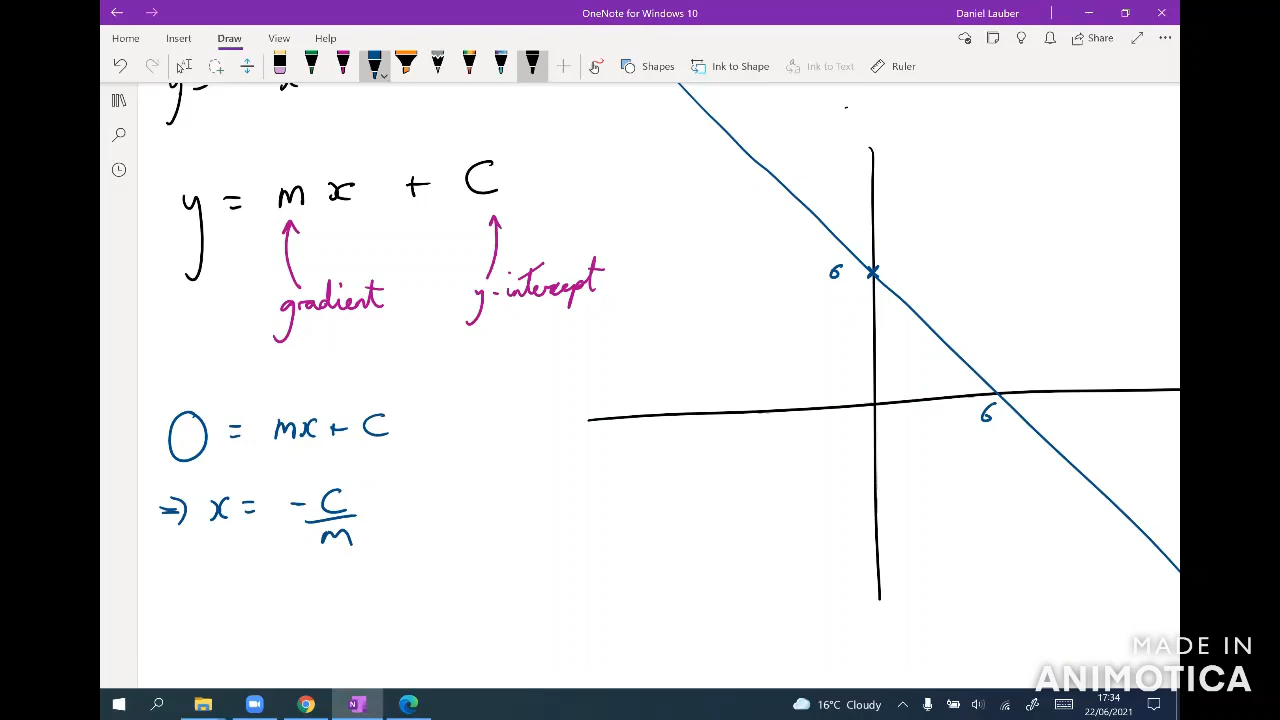 OneNote for Windows 10
Daniel Lauber
Home Insert Draw View Help
Share
Shapes
Ink to Shape
Ink to Text
Ruler
y = x
y = mx + C
gradient
y-intercept
6
6
0 = mx + C
⇒ x = -C/m
MADE IN
ANIMOTICA
16°C Cloudy
17:34
22/06/2021